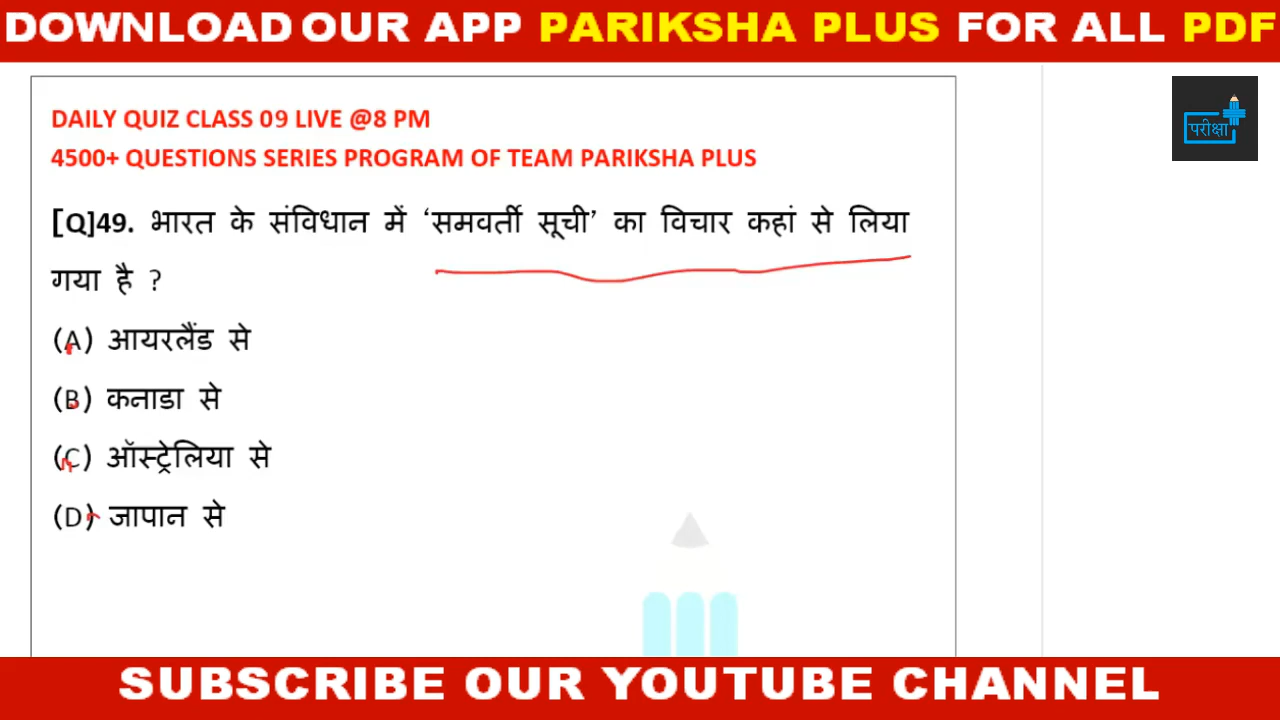 DOWNLOAD OUR APP PARIKSHA PLUS FOR ALL PDF
परीक्षा
DAILY QUIZ CLASS 09 LIVE @8 PM
4500+ QUESTIONS SERIES PROGRAM OF TEAM PARIKSHA PLUS
[Q]49. भारत के संविधान में ‘समवर्ती सूची’ का विचार कहां से लिया
गया है ?
(A) आयरलैंड से
(B) कनाडा से
(C) ऑस्ट्रेलिया से
(D) जापान से
SUBSCRIBE OUR YOUTUBE CHANNEL